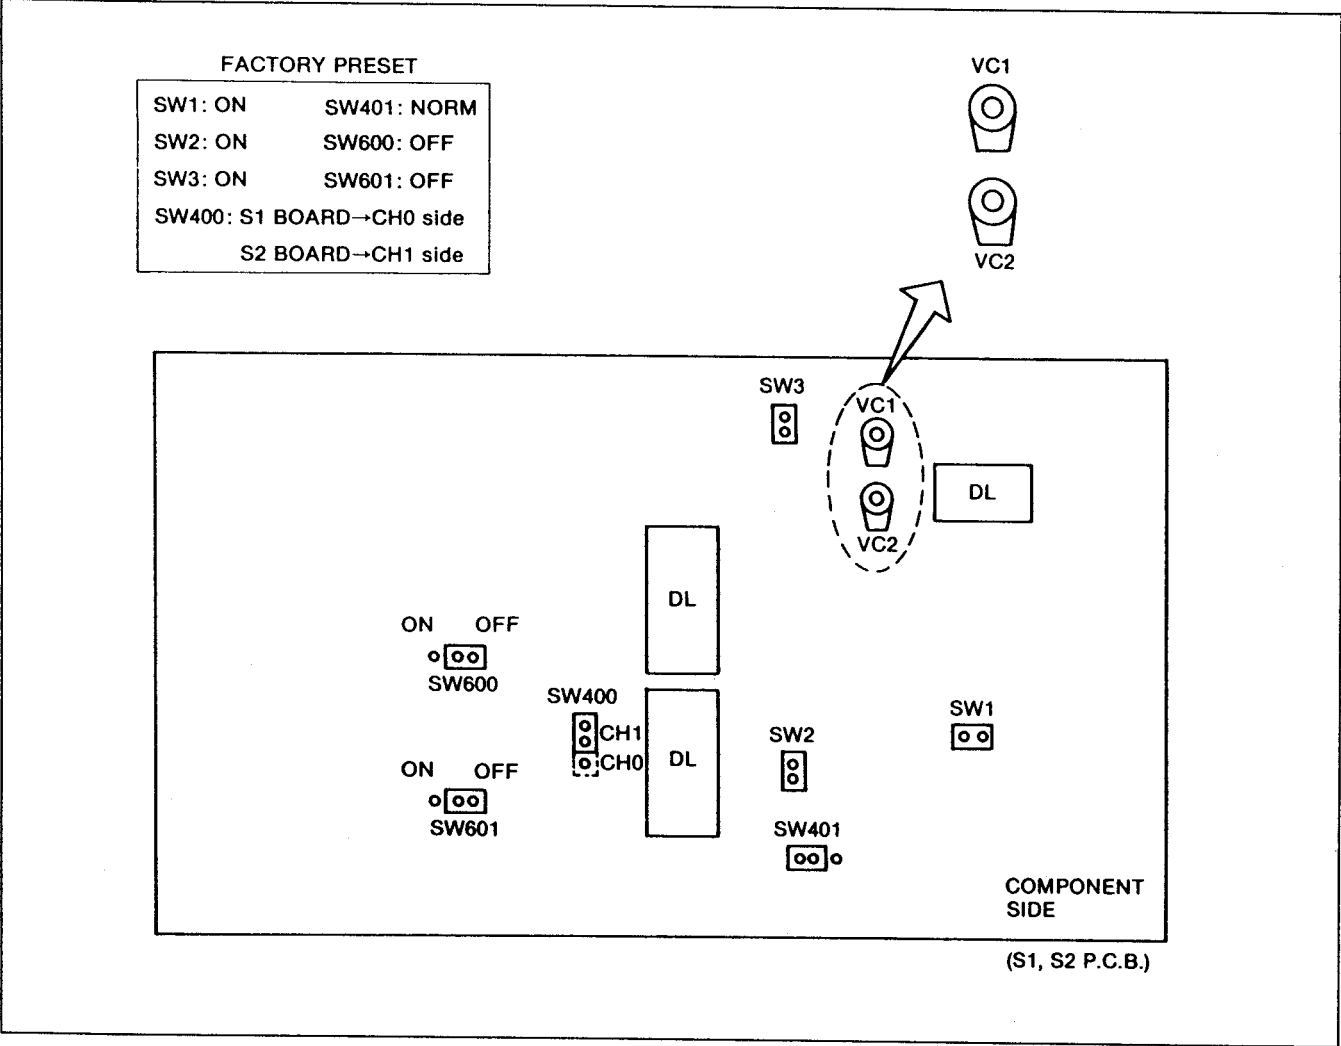 FACTORY PRESET
SW1: ON SW401: NORM
SW2: ON SW600: OFF
SW3: ON SW601: OFF
SW400: S1 BOARD→CH0 side
S2 BOARD→CH1 side
VC1
VC2
SW3
VC1
DL
VC2
DL
ON OFF
SW600
SW400
CH1
CH0
DL
SW2
SW1
ON OFF
SW601
SW401
COMPONENT
SIDE
(S1, S2 P.C.B.)